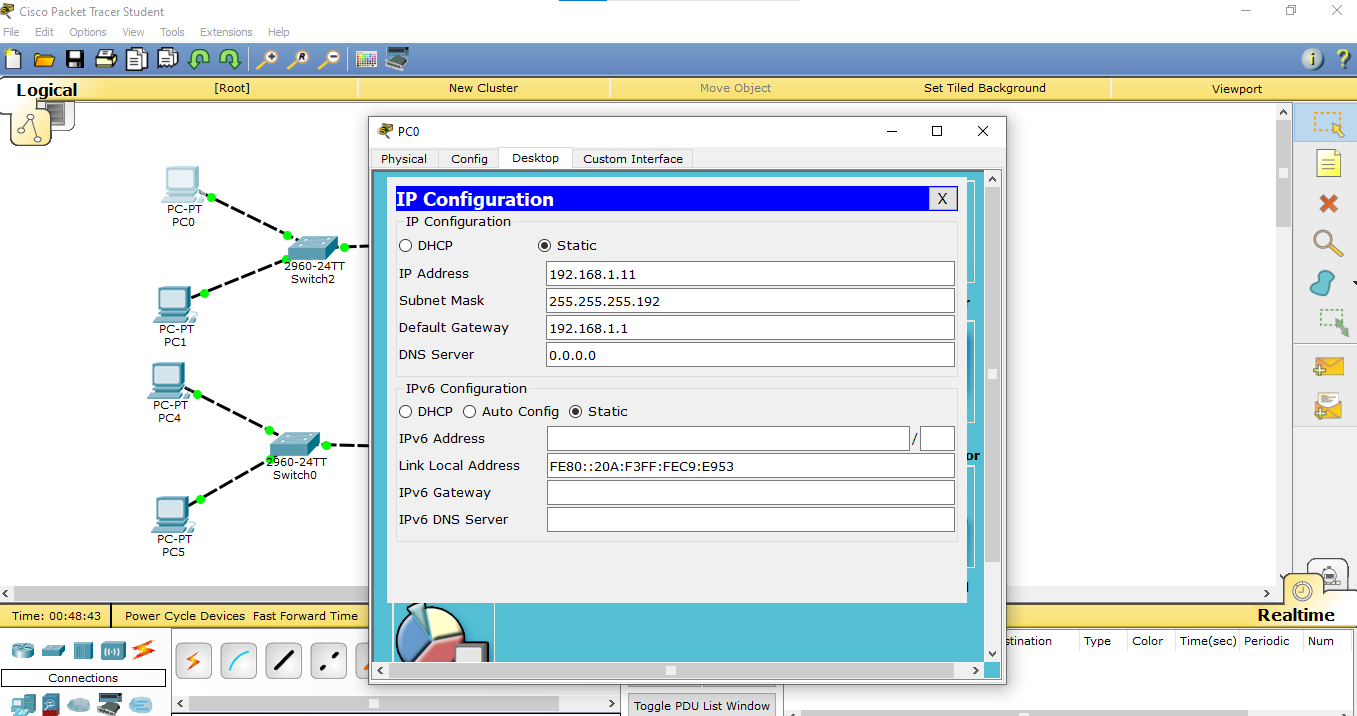 Cisco Packet Tracer Student
File Edit Options View Tools Extensions Help
Logical [Root] New Cluster Move Object Set Tiled Background Viewport
PC0
Physical Config Desktop Custom Interface
IP Configuration X
IP Configuration
DHCP Static
IP Address 192.168.1.11
Subnet Mask 255.255.255.192
Default Gateway 192.168.1.1
DNS Server 0.0.0.0
IPv6 Configuration
DHCP Auto Config Static
IPv6 Address /
Link Local Address FE80::20A:F3FF:FEC9:E953
IPv6 Gateway
IPv6 DNS Server
PC-PT
PC0
2960-24TT
Switch2
PC-PT
PC1
PC-PT
PC4
2960-24TT
Switch0
PC-PT
PC5
or
Time: 00:48:43 Power Cycle Devices Fast Forward Time Realtime
stination Type Color Time(sec) Periodic Num
Connections
Toggle PDU List Window